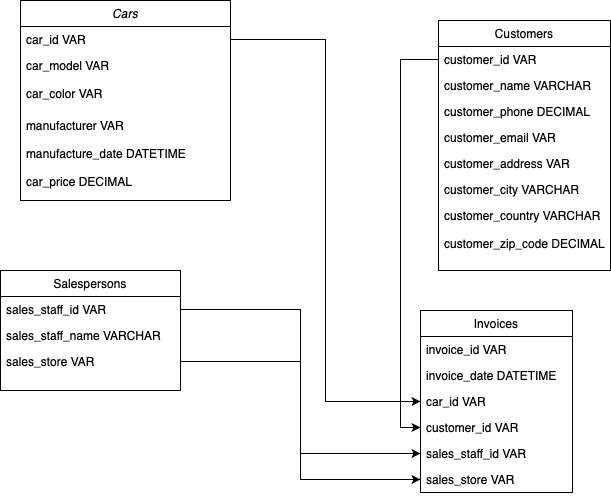 Cars
car_id VAR
car_model VAR
car_color VAR
manufacturer VAR
manufacture_date DATETIME
car_price DECIMAL
Customers
customer_id VAR
customer_name VARCHAR
customer_phone DECIMAL
customer_email VAR
customer_address VAR
customer_city VARCHAR
customer_country VARCHAR
customer_zip_code DECIMAL
Salespersons
sales_staff_id VAR
sales_staff_name VARCHAR
sales_store VAR
Invoices
invoice_id VAR
invoice_date DATETIME
car_id VAR
customer_id VAR
sales_staff_id VAR
sales_store VAR